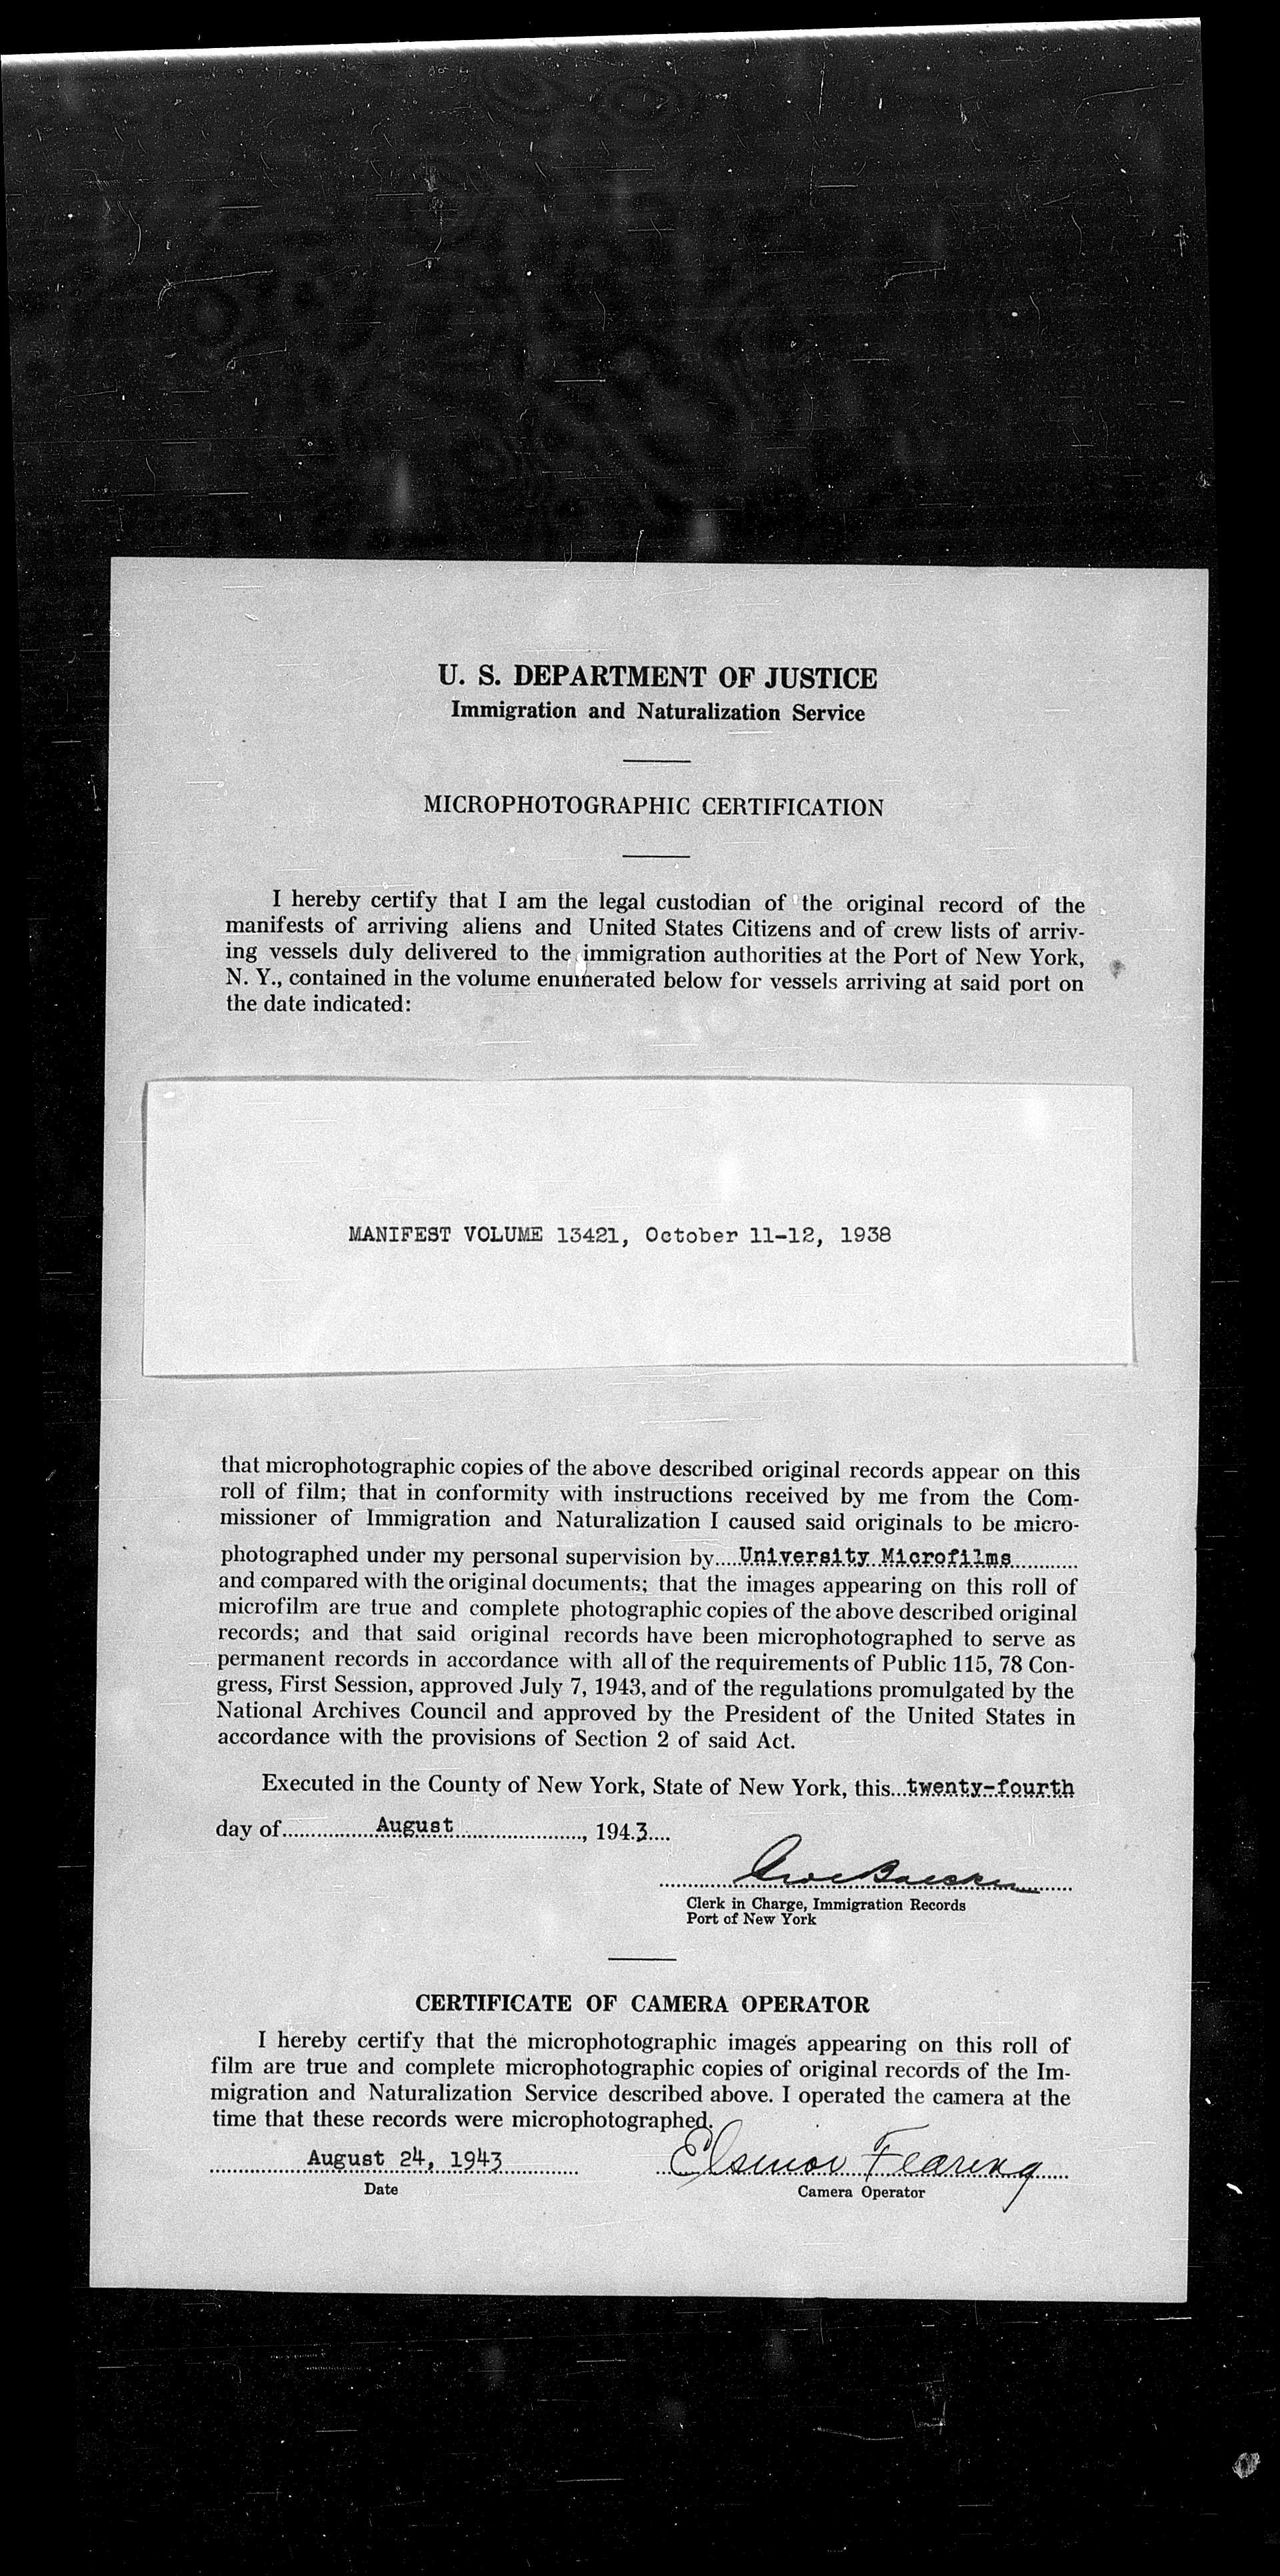 U. S. DEPARTMENT OF JUSTICE
Immigration and Naturalization Service
MICROPHOTOGRAPHIC CERTIFICATION
I hereby certify that I am the legal custodian of the original record of the
manifests of arriving aliens and United States Citizens and of crew lists of arriv-
ing vessels duly delivered to the immigration authorities at the Port of New York,
N. Y., contained in the volume enumerated below for vessels arriving at said port on
the date indicated:
MANIFEST VOLUME 13421, October 11-12, 1938
that microphotographic copies of the above described original records appear on this
roll of film; that in conformity with instructions received by me from the Com-
missioner of Immigration and Naturalization I caused said originals to be micro-
photographed under my personal supervision by....University Microfilms...........
and compared with the original documents; that the images appearing on this roll of
microfilm are true and complete photographic copies of the above described original
records; and that said original records have been microphotographed to serve as
permanent records in accordance with all of the requirements of Public 115, 78 Con-
gress, First Session, approved July 7, 1943, and of the regulations promulgated by the
National Archives Council and approved by the President of the United States in
accordance with the provisions of Section 2 of said Act.
Executed in the County of New York, State of New York, this...twenty-fourth
day of................August......................, 194.3....
Clerk in Charge, Immigration Records
Port of New York
CERTIFICATE OF CAMERA OPERATOR
I hereby certify that the microphotographic images appearing on this roll of
film are true and complete microphotographic copies of original records of the Im-
migration and Naturalization Service described above. I operated the camera at the
time that these records were microphotographed.
August 24, 1943 Fearing
Date Camera Operator